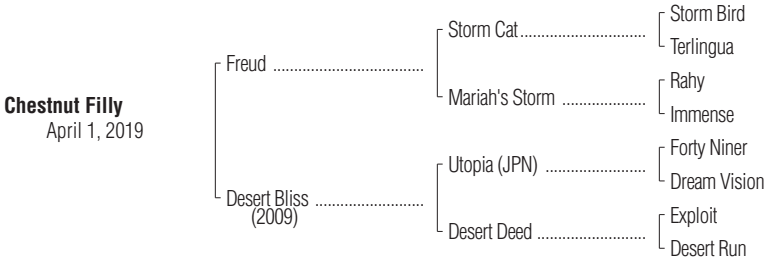 Storm Bird
Storm Cat
Terlingua
Freud
Rahy
Mariah's Storm
Immense
Chestnut Filly
April 1, 2019
Forty Niner
Utopia (JPN)
Dream Vision
Desert Bliss
(2009)
Exploit
Desert Deed
Desert Run